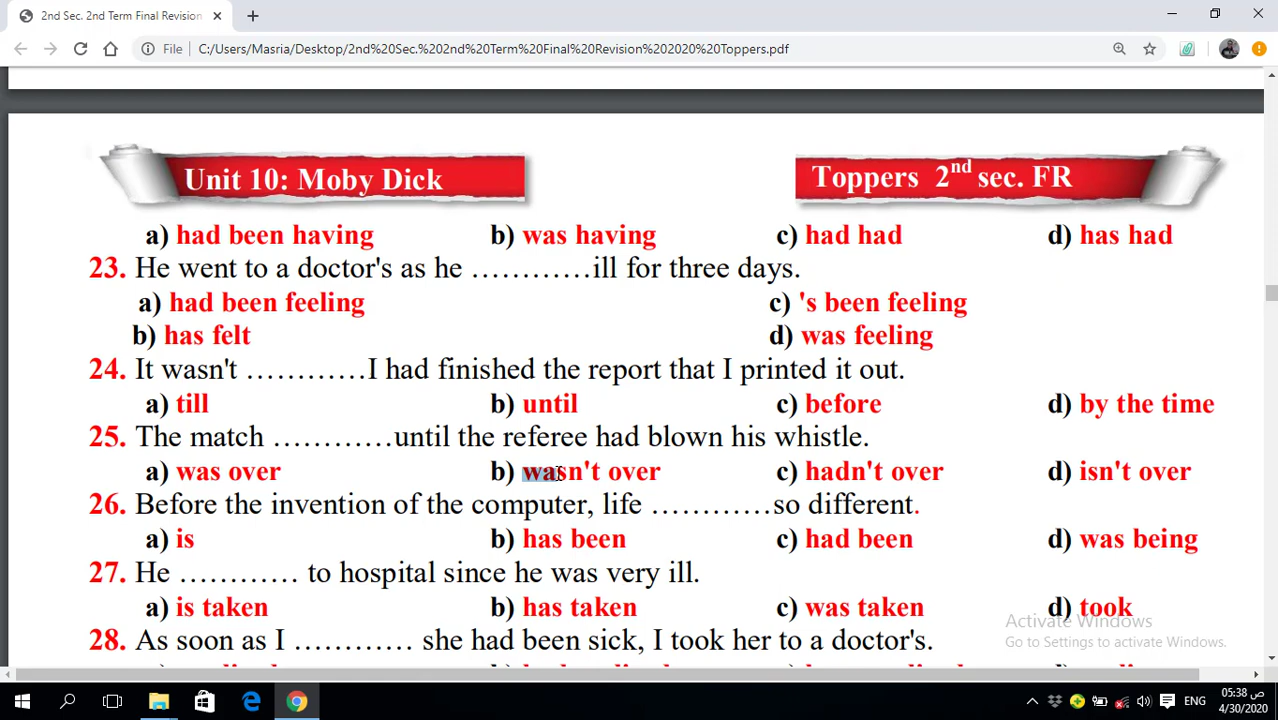 2nd Sec. 2nd Term Final Revision
File C:/Users/Masria/Desktop/2nd%20Sec.%202nd%20Term%20Final%20Revision%202020%20Toppers.pdf
Unit 10: Moby Dick
Toppers 2nd sec. FR
a) had been having b) was having c) had had d) has had
23. He went to a doctor's as he …………ill for three days.
a) had been feeling c) 's been feeling
b) has felt d) was feeling
24. It wasn't …………I had finished the report that I printed it out.
a) till b) until c) before d) by the time
25. The match …………until the referee had blown his whistle.
a) was over b) wasn't over c) hadn't over d) isn't over
26. Before the invention of the computer, life …………so different.
a) is b) has been c) had been d) was being
27. He ………… to hospital since he was very ill.
a) is taken b) has taken c) was taken d) took
28. As soon as I ………… she had been sick, I took her to a doctor's.
Activate Windows
Go to Settings to activate Windows.
ENG
05:38 ص
4/30/2020